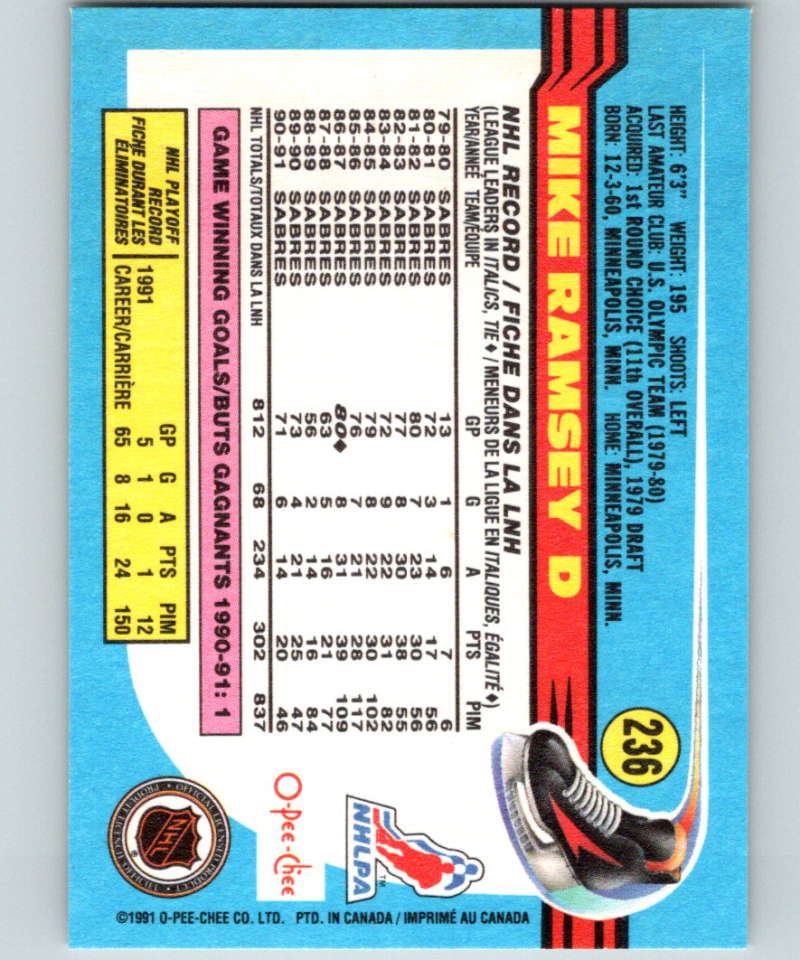 HEIGHT: 6'3" WEIGHT: 195 SHOOTS: LEFT
LAST AMATEUR CLUB: U.S. OLYMPIC TEAM (1979-80)
ACQUIRED: 1st ROUND CHOICE (11th OVERALL), 1979 DRAFT
BORN: 12-3-60, MINNEAPOLIS, MINN. HOME: MINNEAPOLIS, MINN.
236
MIKE RAMSEY D
NHL RECORD / FICHE DANS LA LNH
(LEAGUE LEADERS IN ITALICS, TIE ♦ / MENEURS DE LA LIGUE EN ITALIQUES, ÉGALITÉ ♦)
YEAR/ANNÉE TEAM/ÉQUIPE GP G A PTS PIM
79-80 SABRES 13 1 6 7 6
80-81 SABRES 72 3 14 17 56
81-82 SABRES 80 7 23 30 56
82-83 SABRES 77 8 30 38 55
83-84 SABRES 72 9 22 31 82
84-85 SABRES 79 8 22 30 102
85-86 SABRES 76 7 21 28 117
86-87 SABRES 80♦ 8 31 39 109
87-88 SABRES 63 5 16 21 77
88-89 SABRES 56 2 14 16 84
89-90 SABRES 73 4 21 25 47
90-91 SABRES 71 6 14 20 46
NHL TOTALS/TOTAUX DANS LA LNH 812 68 234 302 837
GAME WINNING GOALS/BUTS GAGNANTS 1990-91: 1
NHL PLAYOFF
RECORD
FICHE DURANT LES
ÉLIMINATOIRES
GP G A PTS PIM
1991 5 1 0 1 12
CAREER/CARRIÈRE 65 8 16 24 150
NHLPA
TM
O-Pee-Chee
OFFICIAL LICENSED PRODUCT • PRODUIT LICENCIÉ OFFICIEL •
NHL
®
©1991 O-PEE-CHEE CO. LTD. PTD. IN CANADA / IMPRIMÉ AU CANADA